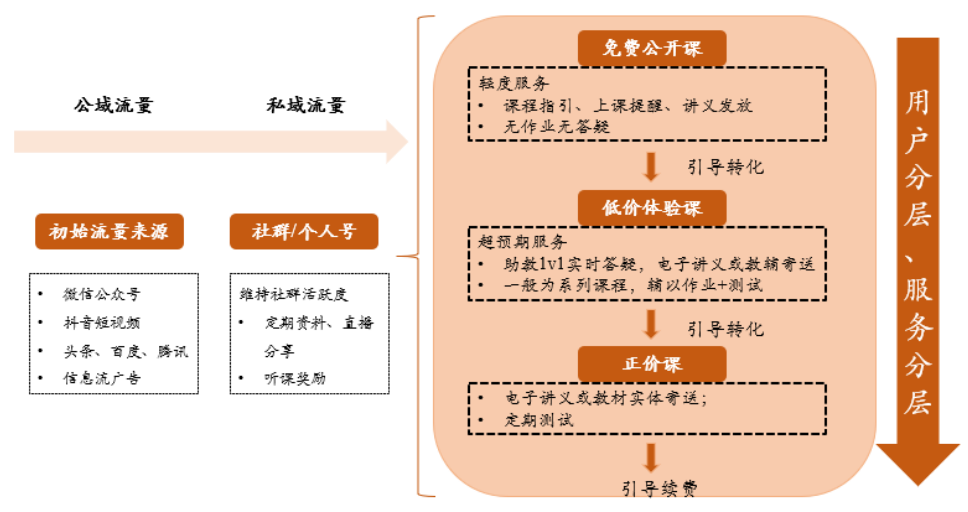 公域流量
私域流量
初始流量来源
• 微信公众号
• 抖音短视频
• 头条、百度、腾讯
• 信息流广告
社群/个人号
维持社群活跃度
• 定期资料、直播
分享
• 听课奖励
免费公开课
轻度服务
• 课程指引、上课提醒、讲义发放
• 无作业无答疑
引导转化
低价体验课
超预期服务
• 助教1v1实时答疑，电子讲义或教辅寄送
• 一般为系列课程，辅以作业+测试
引导转化
正价课
• 电子讲义或教材实体寄送；
• 定期测试
引导续费
用户分层、服务分层